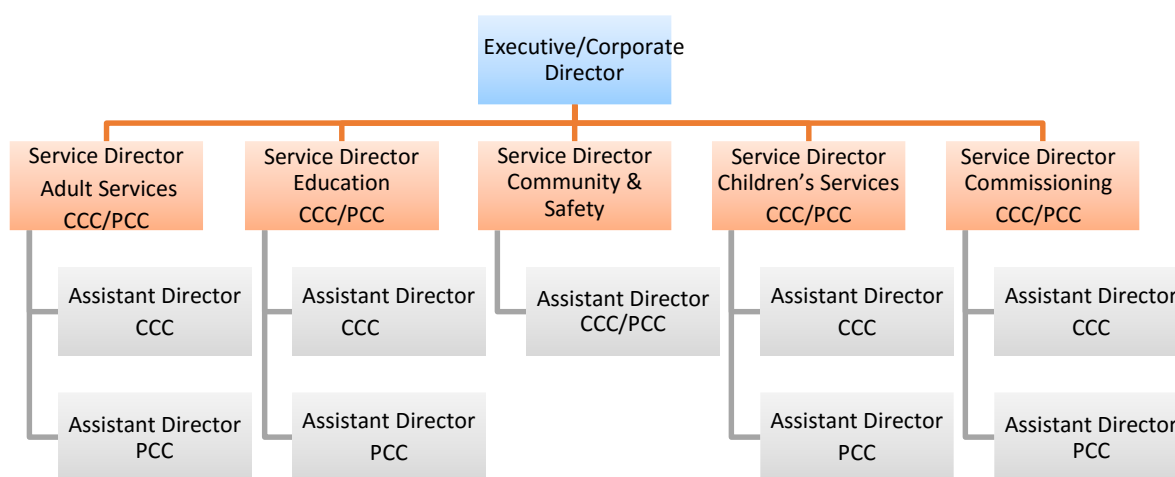 Executive/Corporate
Director
Service Director
Adult Services
CCC/PCC
Service Director
Education
CCC/PCC
Service Director
Community &
Safety
Service Director
Children’s Services
CCC/PCC
Service Director
Commissioning
CCC/PCC
Assistant Director
CCC
Assistant Director
CCC
Assistant Director
CCC/PCC
Assistant Director
CCC
Assistant Director
CCC
Assistant Director
PCC
Assistant Director
PCC
Assistant Director
PCC
Assistant Director
PCC